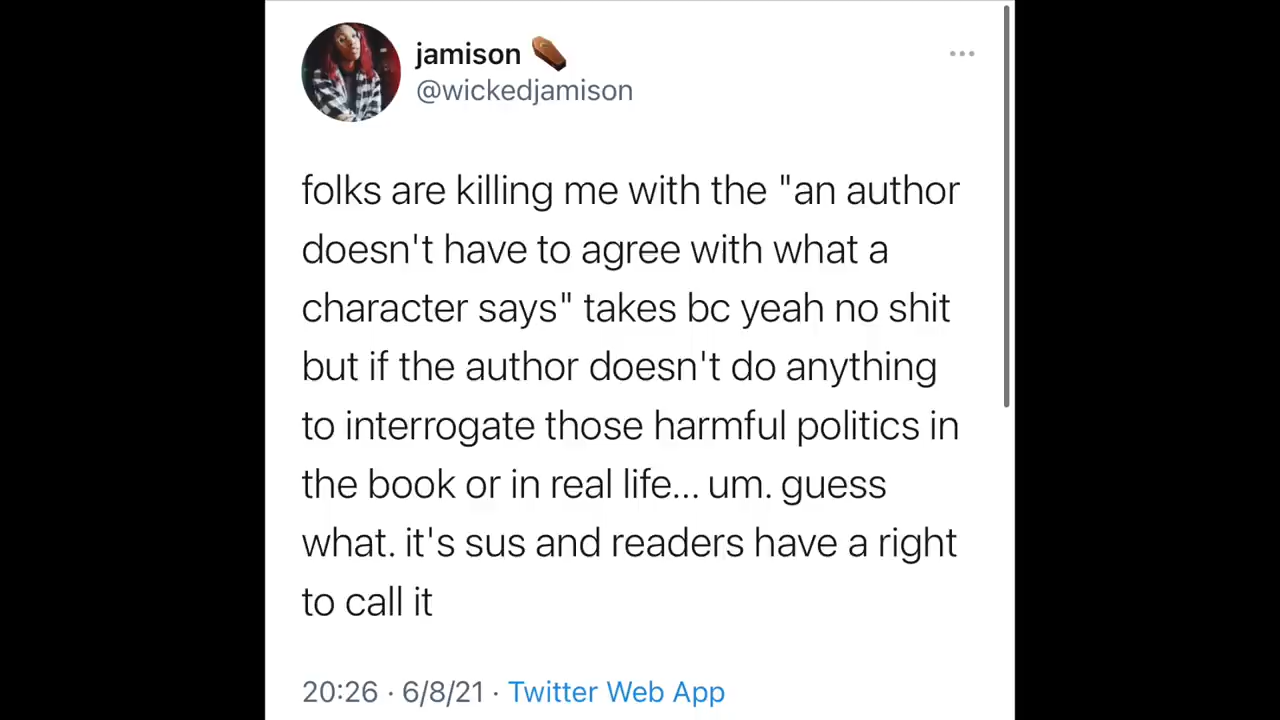 jamison ⚰️
@wickedjamison
folks are killing me with the "an author
doesn't have to agree with what a
character says" takes bc yeah no shit
but if the author doesn't do anything
to interrogate those harmful politics in
the book or in real life... um. guess
what. it's sus and readers have a right
to call it
20:26 · 6/8/21 · Twitter Web App